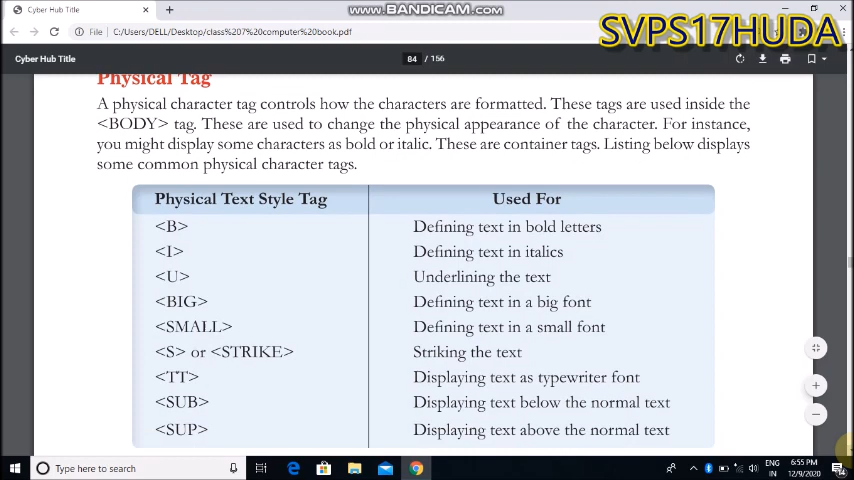 Cyber Hub Title
WWW.BANDICAM.COM
SVPS17HUDA
File
C:/Users/DELL/Desktop/class%207%20computer%20book.pdf
Cyber Hub Title
84 / 156
Physical Tag
A physical character tag controls how the characters are formatted. These tags are used inside the
<BODY> tag. These are used to change the physical appearance of the character. For instance,
you might display some characters as bold or italic. These are container tags. Listing below displays
some common physical character tags.
Physical Text Style Tag Used For
<B> Defining text in bold letters
<I> Defining text in italics
<U> Underlining the text
<BIG> Defining text in a big font
<SMALL> Defining text in a small font
<S> or <STRIKE> Striking the text
<TT> Displaying text as typewriter font
<SUB> Displaying text below the normal text
<SUP> Displaying text above the normal text
Type here to search
ENG
IN
6:55 PM
12/9/2020
14